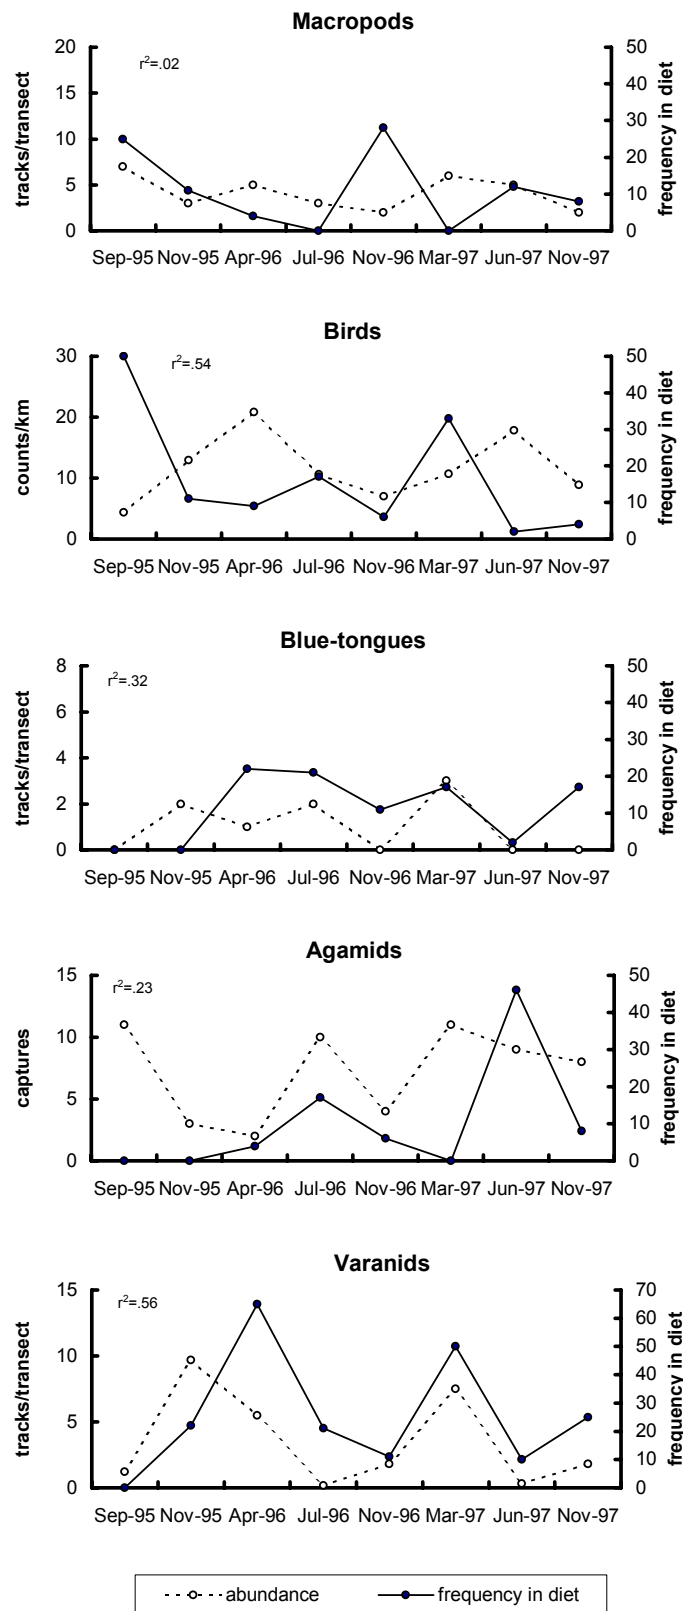 Macropods
r²=.02
tracks/transect
20
15
10
5
0
50
40
30
20
10
0
frequency in diet
Sep-95 Nov-95 Apr-96 Jul-96 Nov-96 Mar-97 Jun-97 Nov-97
Birds
r²=.54
counts/km
30
20
10
0
50
40
30
20
10
0
frequency in diet
Sep-95 Nov-95 Apr-96 Jul-96 Nov-96 Mar-97 Jun-97 Nov-97
Blue-tongues
r²=.32
tracks/transect
8
6
4
2
0
50
40
30
20
10
0
frequency in diet
Sep-95 Nov-95 Apr-96 Jul-96 Nov-96 Mar-97 Jun-97 Nov-97
Agamids
r²=.23
captures
15
10
5
0
50
40
30
20
10
0
frequency in diet
Sep-95 Nov-95 Apr-96 Jul-96 Nov-96 Mar-97 Jun-97 Nov-97
Varanids
r²=.56
tracks/transect
15
10
5
0
70
60
50
40
30
20
10
0
frequency in diet
Sep-95 Nov-95 Apr-96 Jul-96 Nov-96 Mar-97 Jun-97 Nov-97
abundance frequency in diet